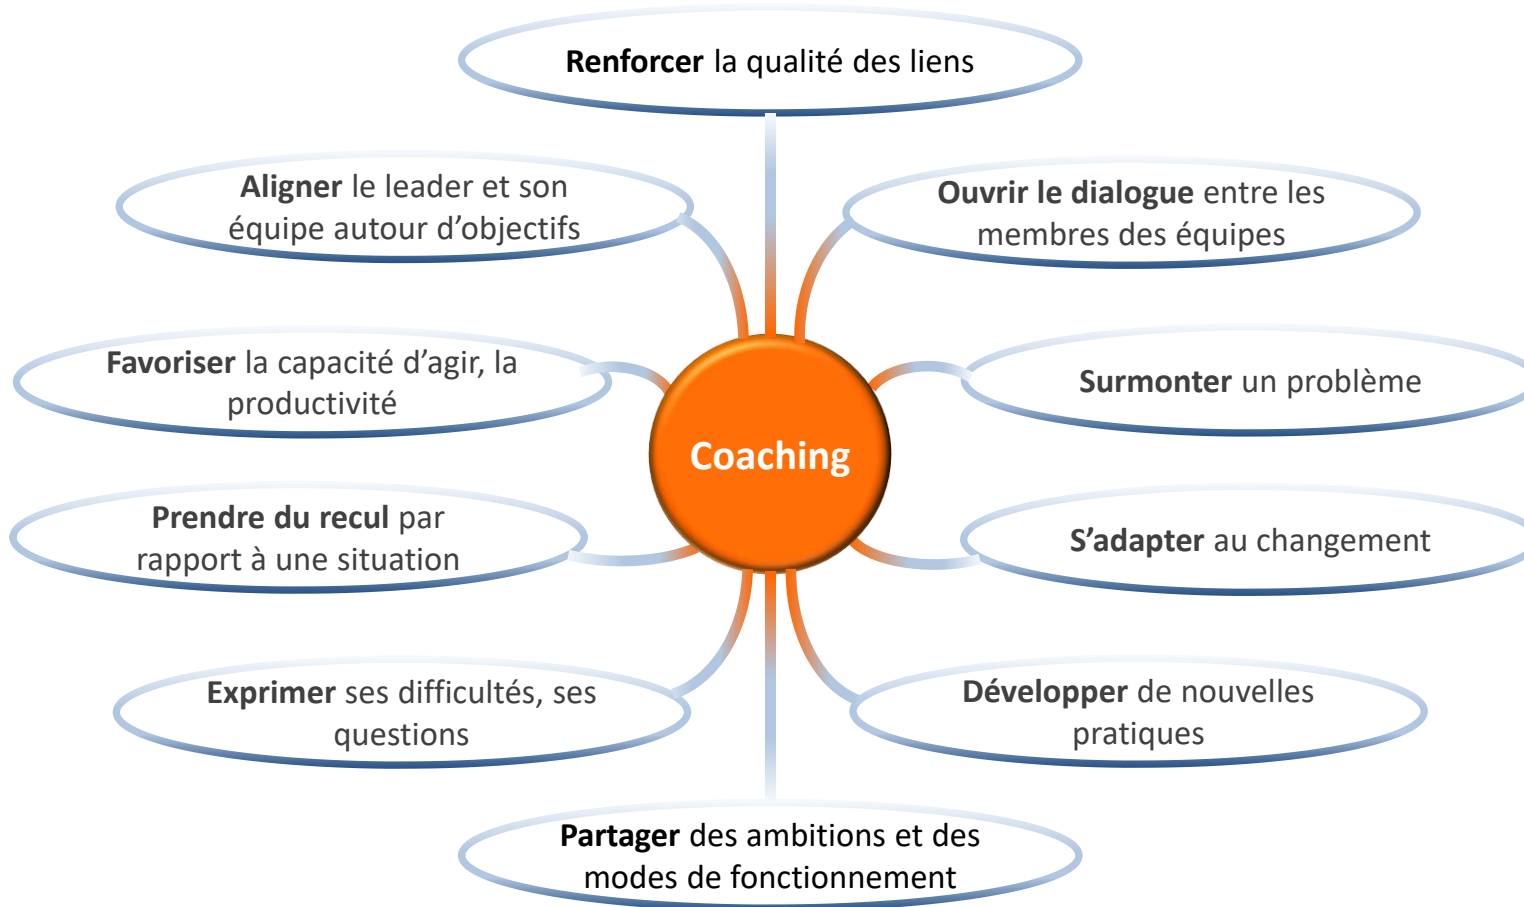 Renforcer la qualité des liens
Aligner le leader et son
équipe autour d’objectifs
Ouvrir le dialogue entre les
membres des équipes
Favoriser la capacité d’agir, la
productivité
Surmonter un problème
Coaching
Prendre du recul par
rapport à une situation
S’adapter au changement
Exprimer ses difficultés, ses
questions
Développer de nouvelles
pratiques
Partager des ambitions et des
modes de fonctionnement